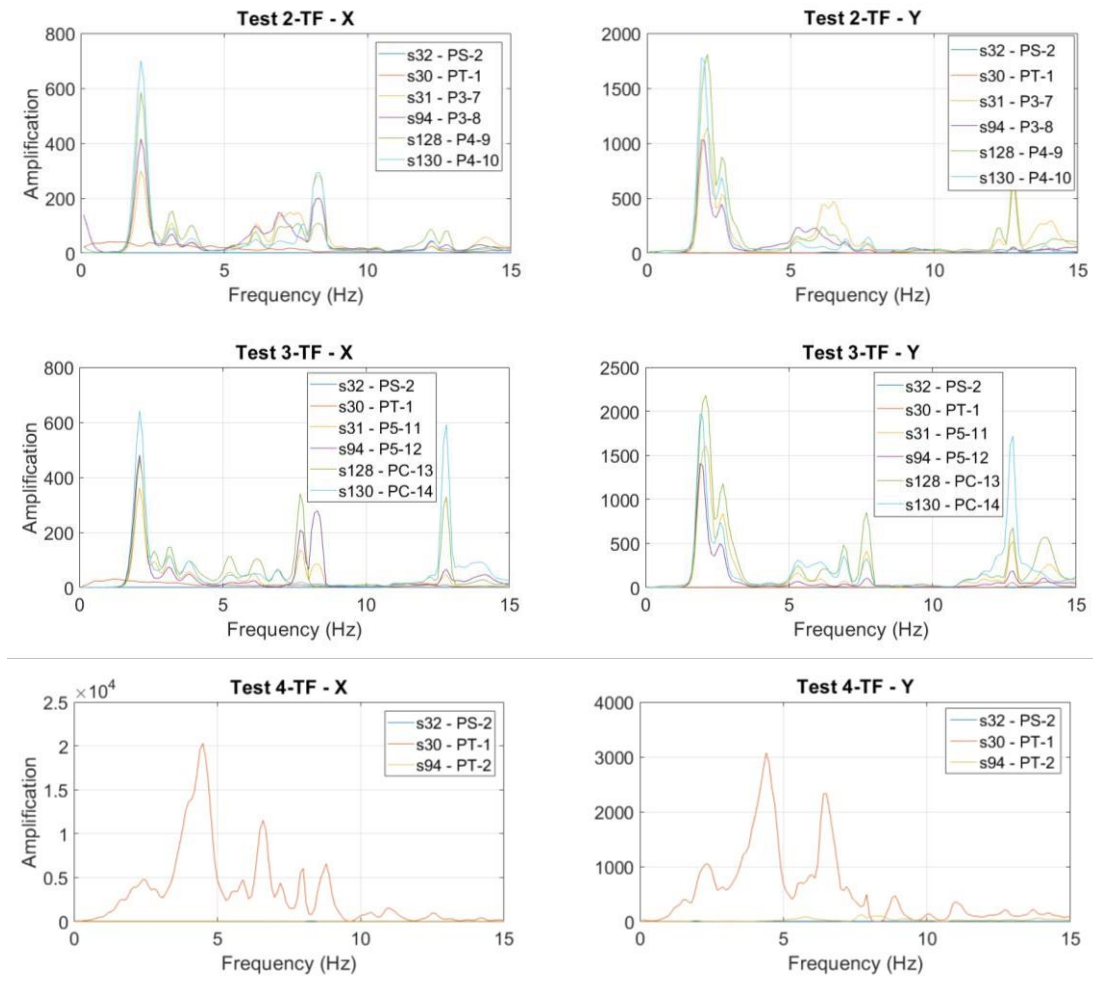 Test 2-TF - X
800
600
400
200
0
Amplification
s32 - PS-2
s30 - PT-1
s31 - P3-7
s94 - P3-8
s128 - P4-9
s130 - P4-10
0 5 10 15
Frequency (Hz)
Test 2-TF - Y
2000
1500
1000
500
0
s32 - PS-2
s30 - PT-1
s31 - P3-7
s94 - P3-8
s128 - P4-9
s130 - P4-10
0 5 10 15
Frequency (Hz)
Test 3-TF - X
800
600
400
200
0
Amplification
s32 - PS-2
s30 - PT-1
s31 - P5-11
s94 - P5-12
s128 - PC-13
s130 - PC-14
0 5 10 15
Frequency (Hz)
Test 3-TF - Y
2500
2000
1500
1000
500
0
s32 - PS-2
s30 - PT-1
s31 - P5-11
s94 - P5-12
s128 - PC-13
s130 - PC-14
0 5 10 15
Frequency (Hz)
×10⁴
Test 4-TF - X
2.5
2
1.5
1
0.5
0
Amplification
s32 - PS-2
s30 - PT-1
s94 - PT-2
0 5 10 15
Frequency (Hz)
Test 4-TF - Y
4000
3000
2000
1000
0
s32 - PS-2
s30 - PT-1
s94 - PT-2
0 5 10 15
Frequency (Hz)